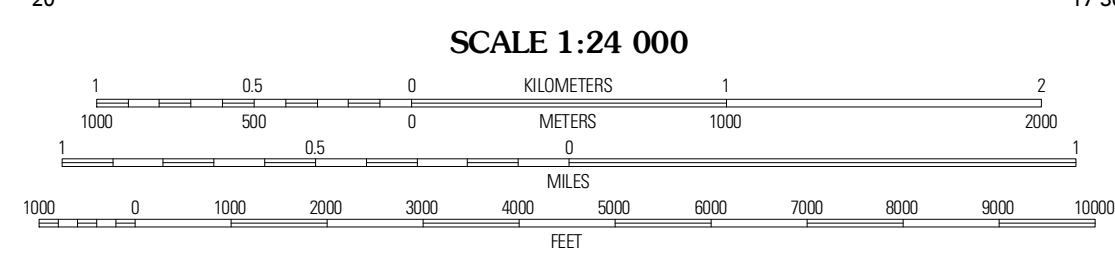 SCALE 1:24 000
1 0.5 0 KILOMETERS 1 2
1000 500 0 METERS 1000 2000
1 0.5 0 1
MILES
1000 0 1000 2000 3000 4000 5000 6000 7000 8000 9000 10000
FEET